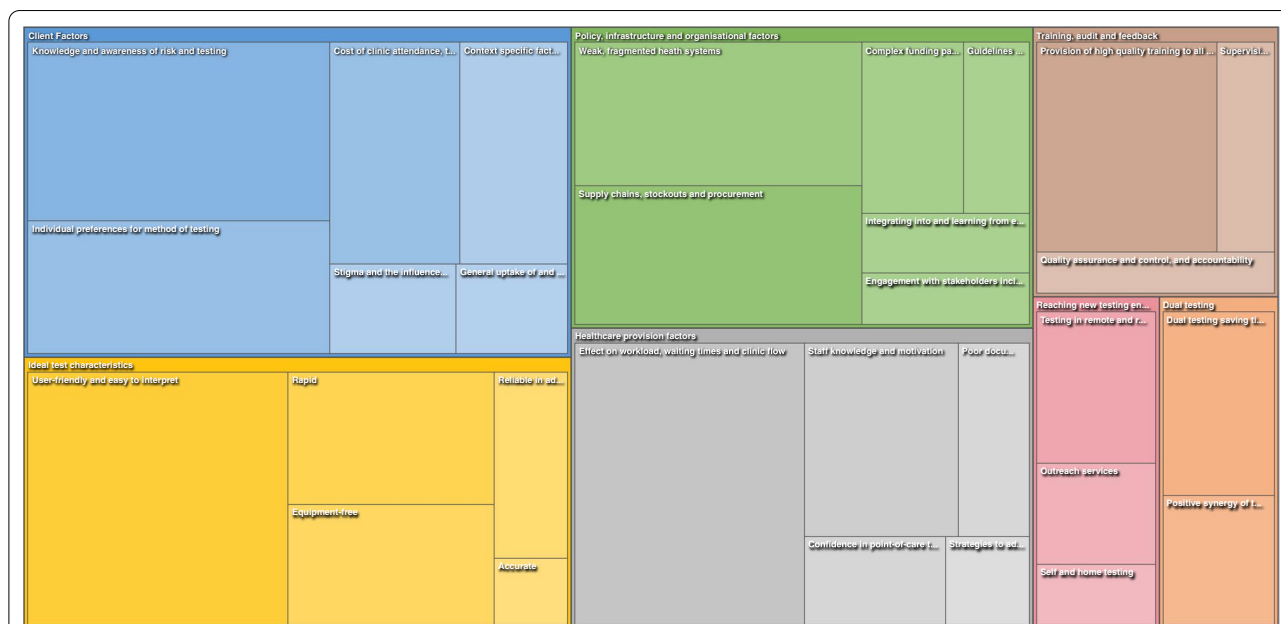 Client Factors
Knowledge and awareness of risk and testing
Cost of clinic attendance, t...
Context specific fact...
Individual preferences for method of testing
Stigma and the influence...
General uptake of and ...
Policy, infrastructure and organisational factors
Weak, fragmented heath systems
Complex funding pa...
Guidelines ...
Supply chains, stockouts and procurement
Integrating into and learning from e...
Engagement with stakeholders incl...
Training, audit and feedback
Provision of high quality training to all ...
Supervisi...
Quality assurance and control, and accountability
Ideal test characteristics
User-friendly and easy to interpret
Rapid
Reliable in ad...
Equipment-free
Accurate
Healthcare provision factors
Effect on workload, waiting times and clinic flow
Staff knowledge and motivation
Poor docu...
Confidence in point-of-care t...
Strategies to ad...
Reaching new testing en...
Testing in remote and r...
Outreach services
Self and home testing
Dual testing
Dual testing saving ti...
Positive synergy of t...